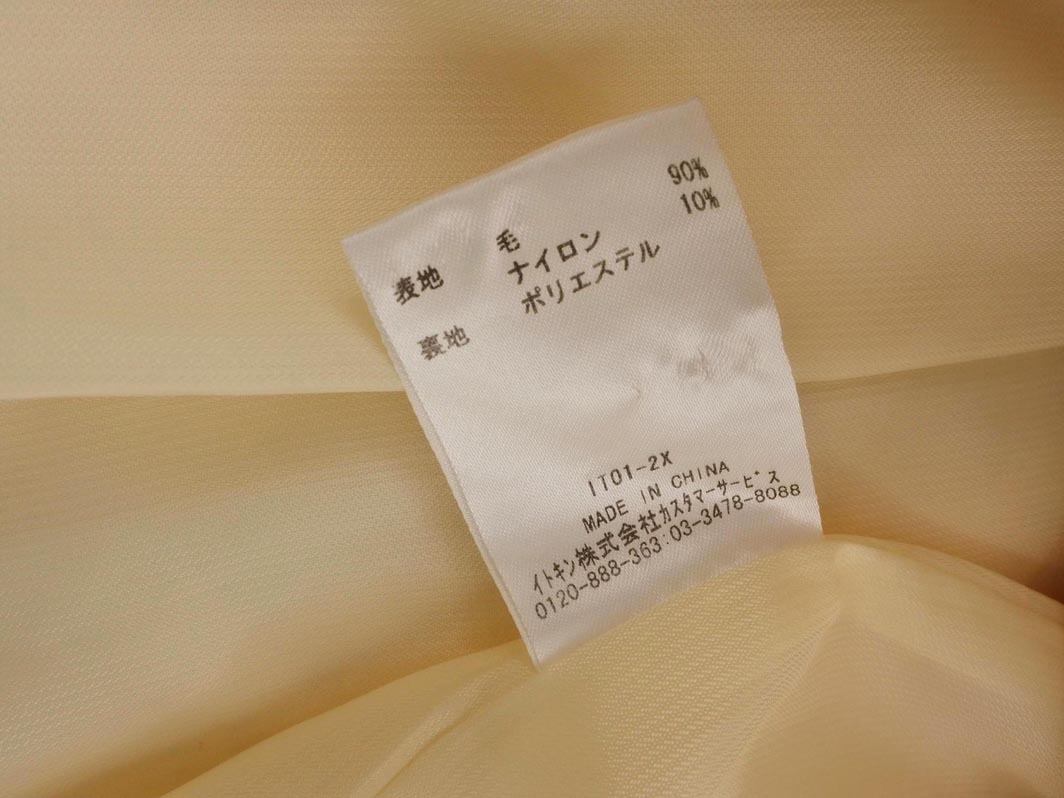 表地 毛 90%
ナイロン 10%
裏地 ポリエステル
IT01-2X
MADE IN CHINA
イトキン株式会社カスタマーサービス
0120-888-363:03-3478-8088